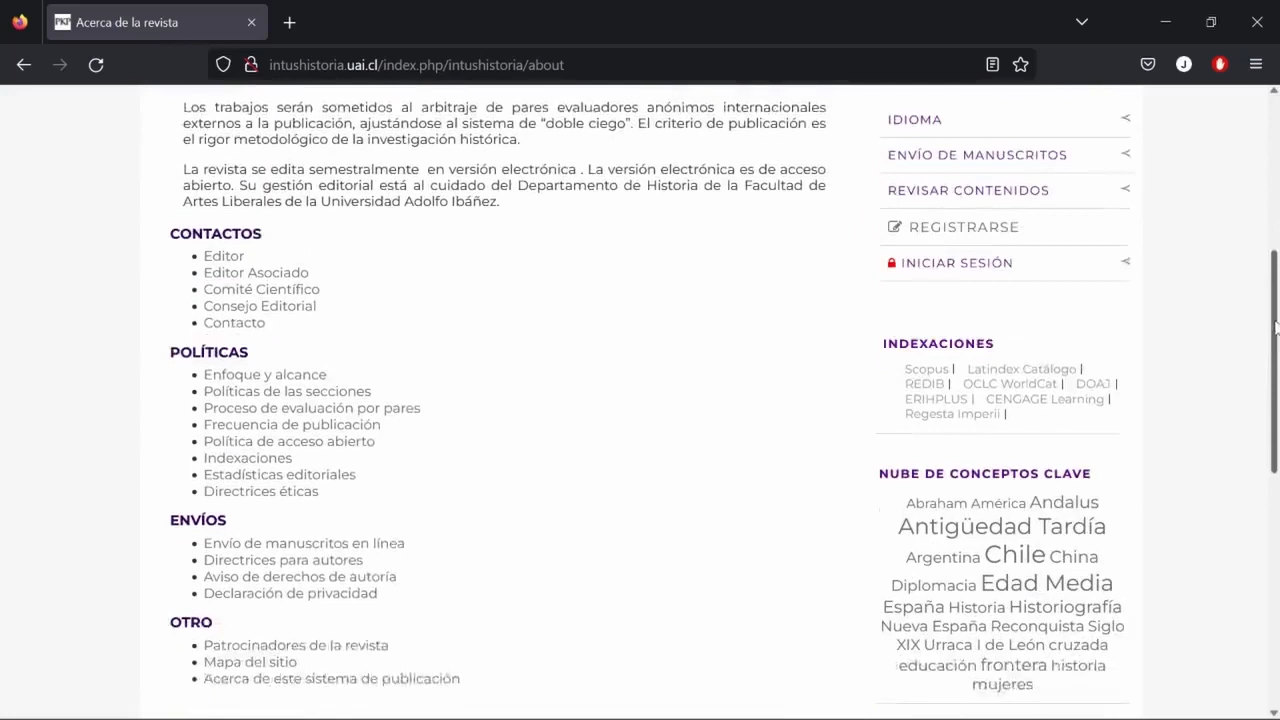 Acerca de la revista
intushistoria.uai.cl/index.php/intushistoria/about
Los trabajos serán sometidos al arbitraje de pares evaluadores anónimos internacionales
externos a la publicación, ajustándose al sistema de “doble ciego”. El criterio de publicación es
el rigor metodológico de la investigación histórica.
La revista se edita semestralmente en versión electrónica . La versión electrónica es de acceso
abierto. Su gestión editorial está al cuidado del Departamento de Historia de la Facultad de
Artes Liberales de la Universidad Adolfo Ibáñez.
CONTACTOS
Editor
Editor Asociado
Comité Científico
Consejo Editorial
Contacto
POLÍTICAS
Enfoque y alcance
Políticas de las secciones
Proceso de evaluación por pares
Frecuencia de publicación
Política de acceso abierto
Indexaciones
Estadísticas editoriales
Directrices éticas
ENVÍOS
Envío de manuscritos en línea
Directrices para autores
Aviso de derechos de autoría
Declaración de privacidad
OTRO
Patrocinadores de la revista
Mapa del sitio
Acerca de este sistema de publicación
IDIOMA
ENVÍO DE MANUSCRITOS
REVISAR CONTENIDOS
REGISTRARSE
INICIAR SESIÓN
INDEXACIONES
Scopus | Latindex Catálogo |
REDIB | OCLC WorldCat | DOAJ |
ERIHPLUS | CENGAGE Learning |
Regesta Imperii |
NUBE DE CONCEPTOS CLAVE
Abraham América Andalus
Antigüedad Tardía
Argentina Chile China
Diplomacia Edad Media
España Historia Historiografía
Nueva España Reconquista Siglo
XIX Urraca I de León cruzada
educación frontera historia
mujeres